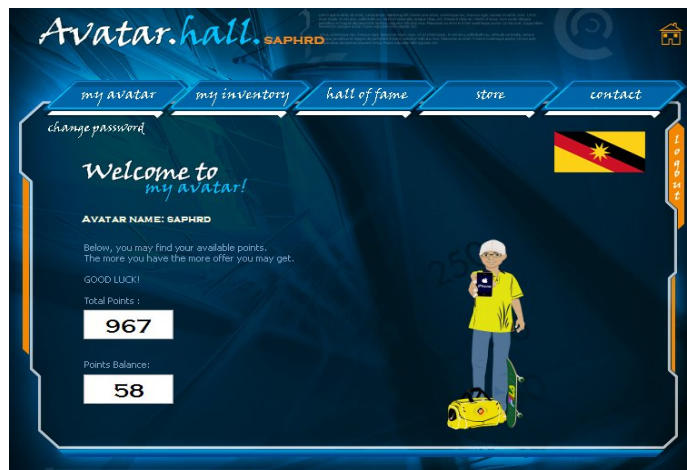 Avatar.hall. SAPHRD
my avatar
my inventory
hall of fame
store
contact
change password
Logout
Welcome to
my avatar!
AVATAR NAME: SAPHRD
Below, you may find your available points.
The more you have the more offer you may get.
GOOD LUCK!
Total Points :
967
Points Balance:
58
iPhone